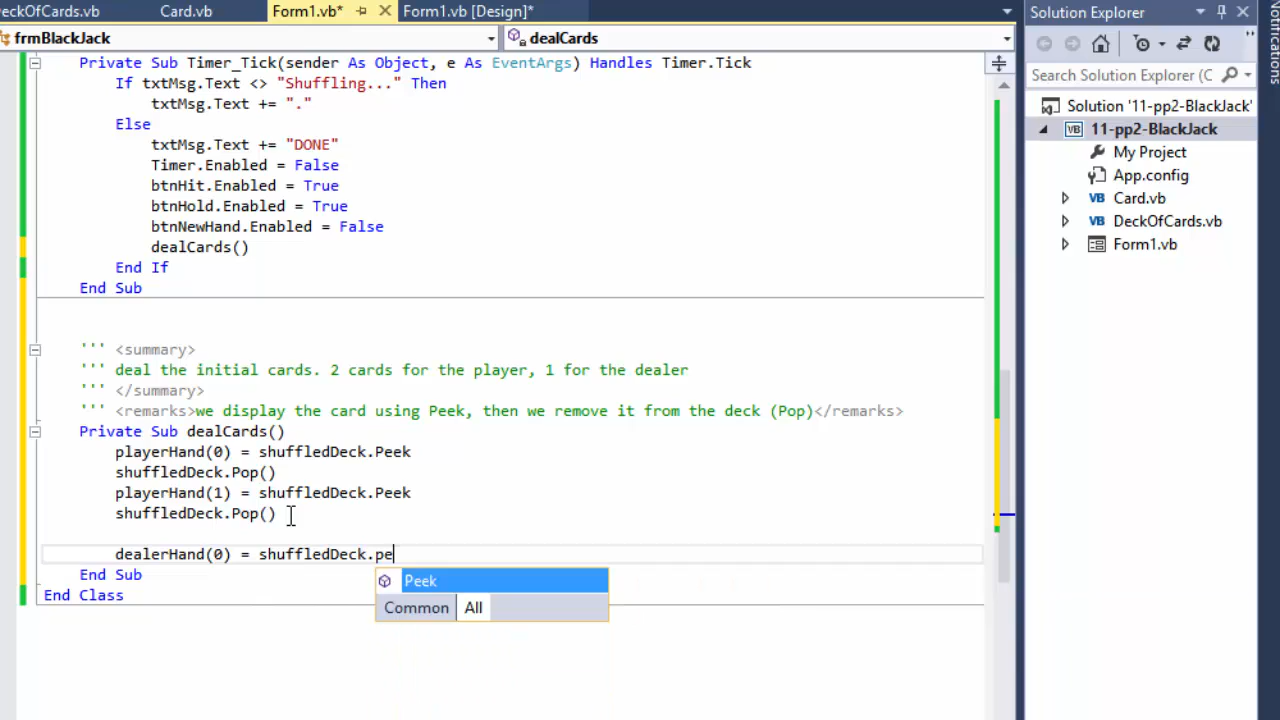 DeckOfCards.vb
Card.vb
Form1.vb*
Form1.vb [Design]*
frmBlackJack
dealCards
Private Sub Timer_Tick(sender As Object, e As EventArgs) Handles Timer.Tick
If txtMsg.Text <> "Shuffling..." Then
txtMsg.Text += "."
Else
txtMsg.Text += "DONE"
Timer.Enabled = False
btnHit.Enabled = True
btnHold.Enabled = True
btnNewHand.Enabled = False
dealCards()
End If
End Sub
''' <summary>
''' deal the initial cards. 2 cards for the player, 1 for the dealer
''' </summary>
''' <remarks>we display the card using Peek, then we remove it from the deck (Pop)</remarks>
Private Sub dealCards()
playerHand(0) = shuffledDeck.Peek
shuffledDeck.Pop()
playerHand(1) = shuffledDeck.Peek
shuffledDeck.Pop()
dealerHand(0) = shuffledDeck.pe
End Sub
End Class
Peek
Common
All
Solution Explorer
Search Solution Explorer (C
Solution '11-pp2-BlackJack'
VB 11-pp2-BlackJack
My Project
App.config
VB Card.vb
VB DeckOfCards.vb
Form1.vb
Notifications